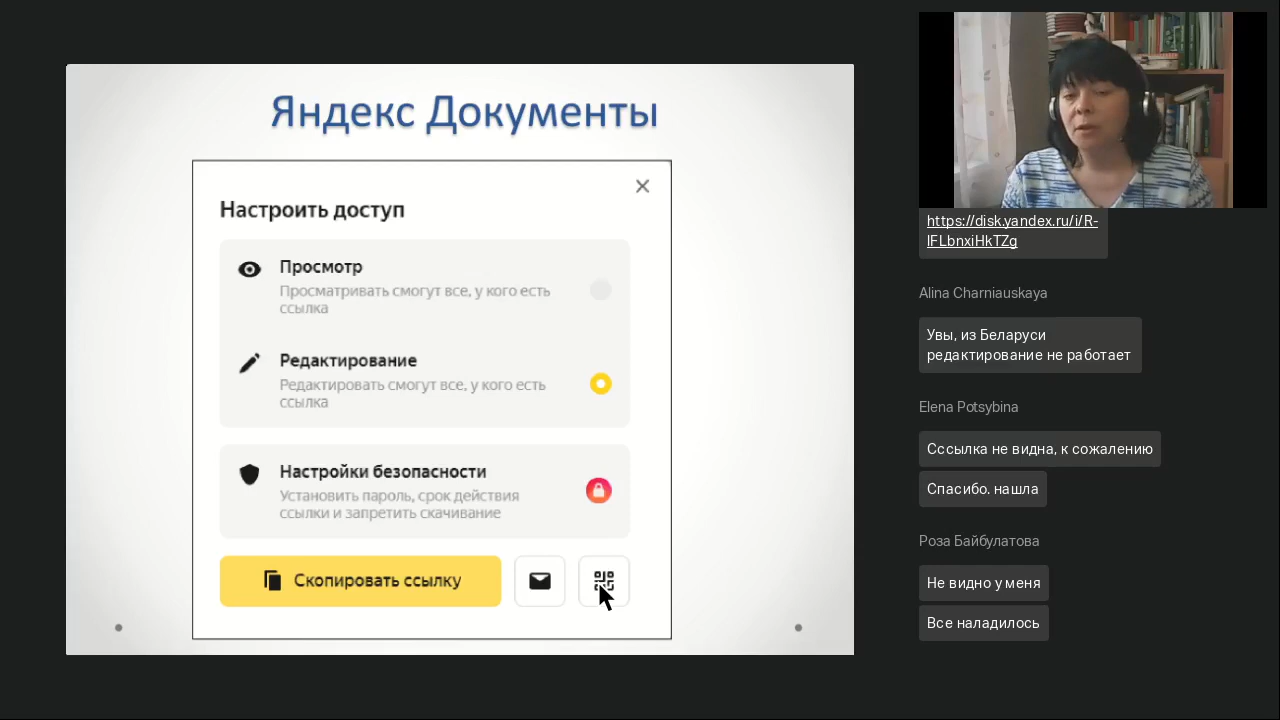 Яндекс Документы
Настроить доступ
Просмотр
Просматривать смогут все, у кого есть
ссылка
Редактирование
Редактировать смогут все, у кого есть
ссылка
Настройки безопасности
Установить пароль, срок действия
ссылки и запретить скачивание
Скопировать ссылку
https://disk.yandex.ru/i/R-
IFLbnxiHkTZg
Alina Charniauskaya
Увы, из Беларуси
редактирование не работает
Elena Potsybina
Сссылка не видна, к сожалению
Спасибо. нашла
Роза Байбулатова
Не видно у меня
Все наладилось